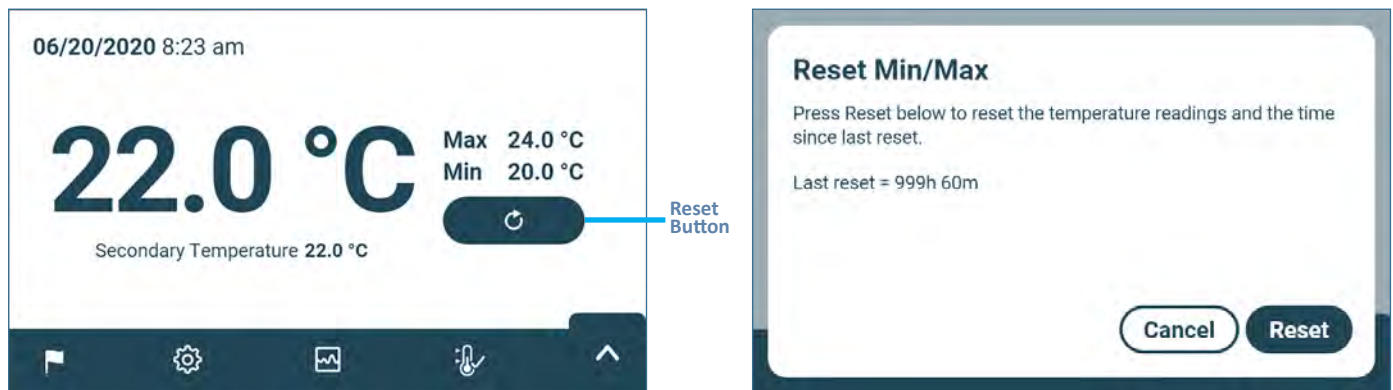 06/20/2020 8:23 am
22.0 °C
Max 24.0 °C
Min 20.0 °C
Secondary Temperature 22.0 °C
Reset
Button
Reset Min/Max
Press Reset below to reset the temperature readings and the time
since last reset.
Last reset = 999h 60m
Cancel Reset